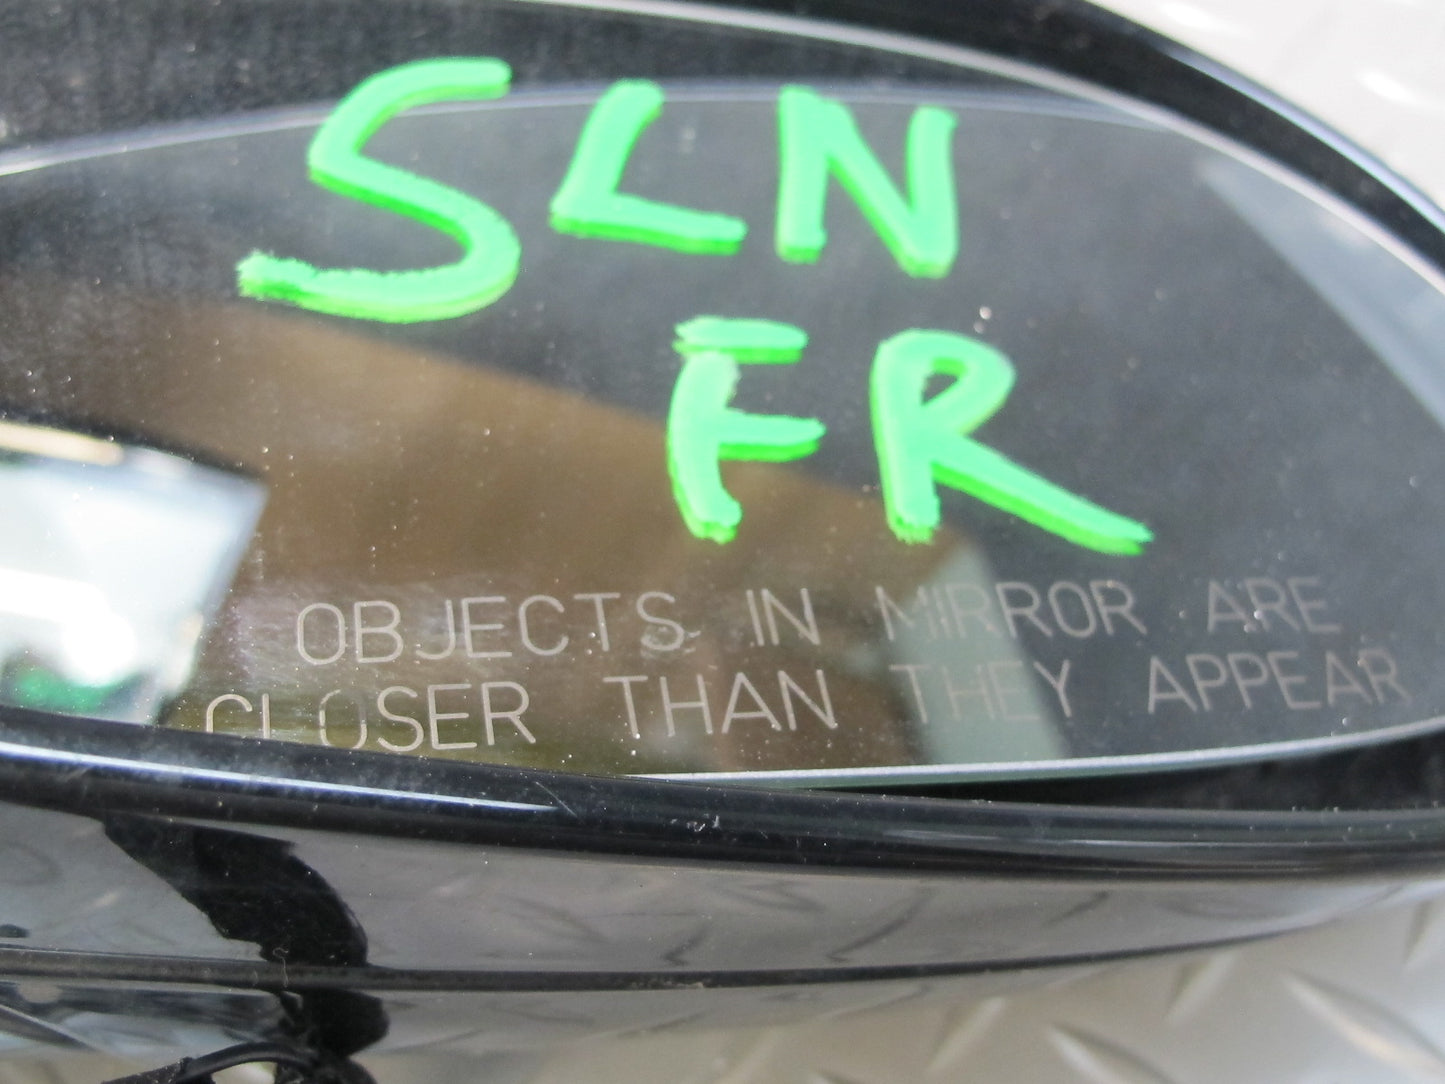 SLN
FR
OBJECTS IN MIRROR ARE
CLOSER THAN THEY APPEAR